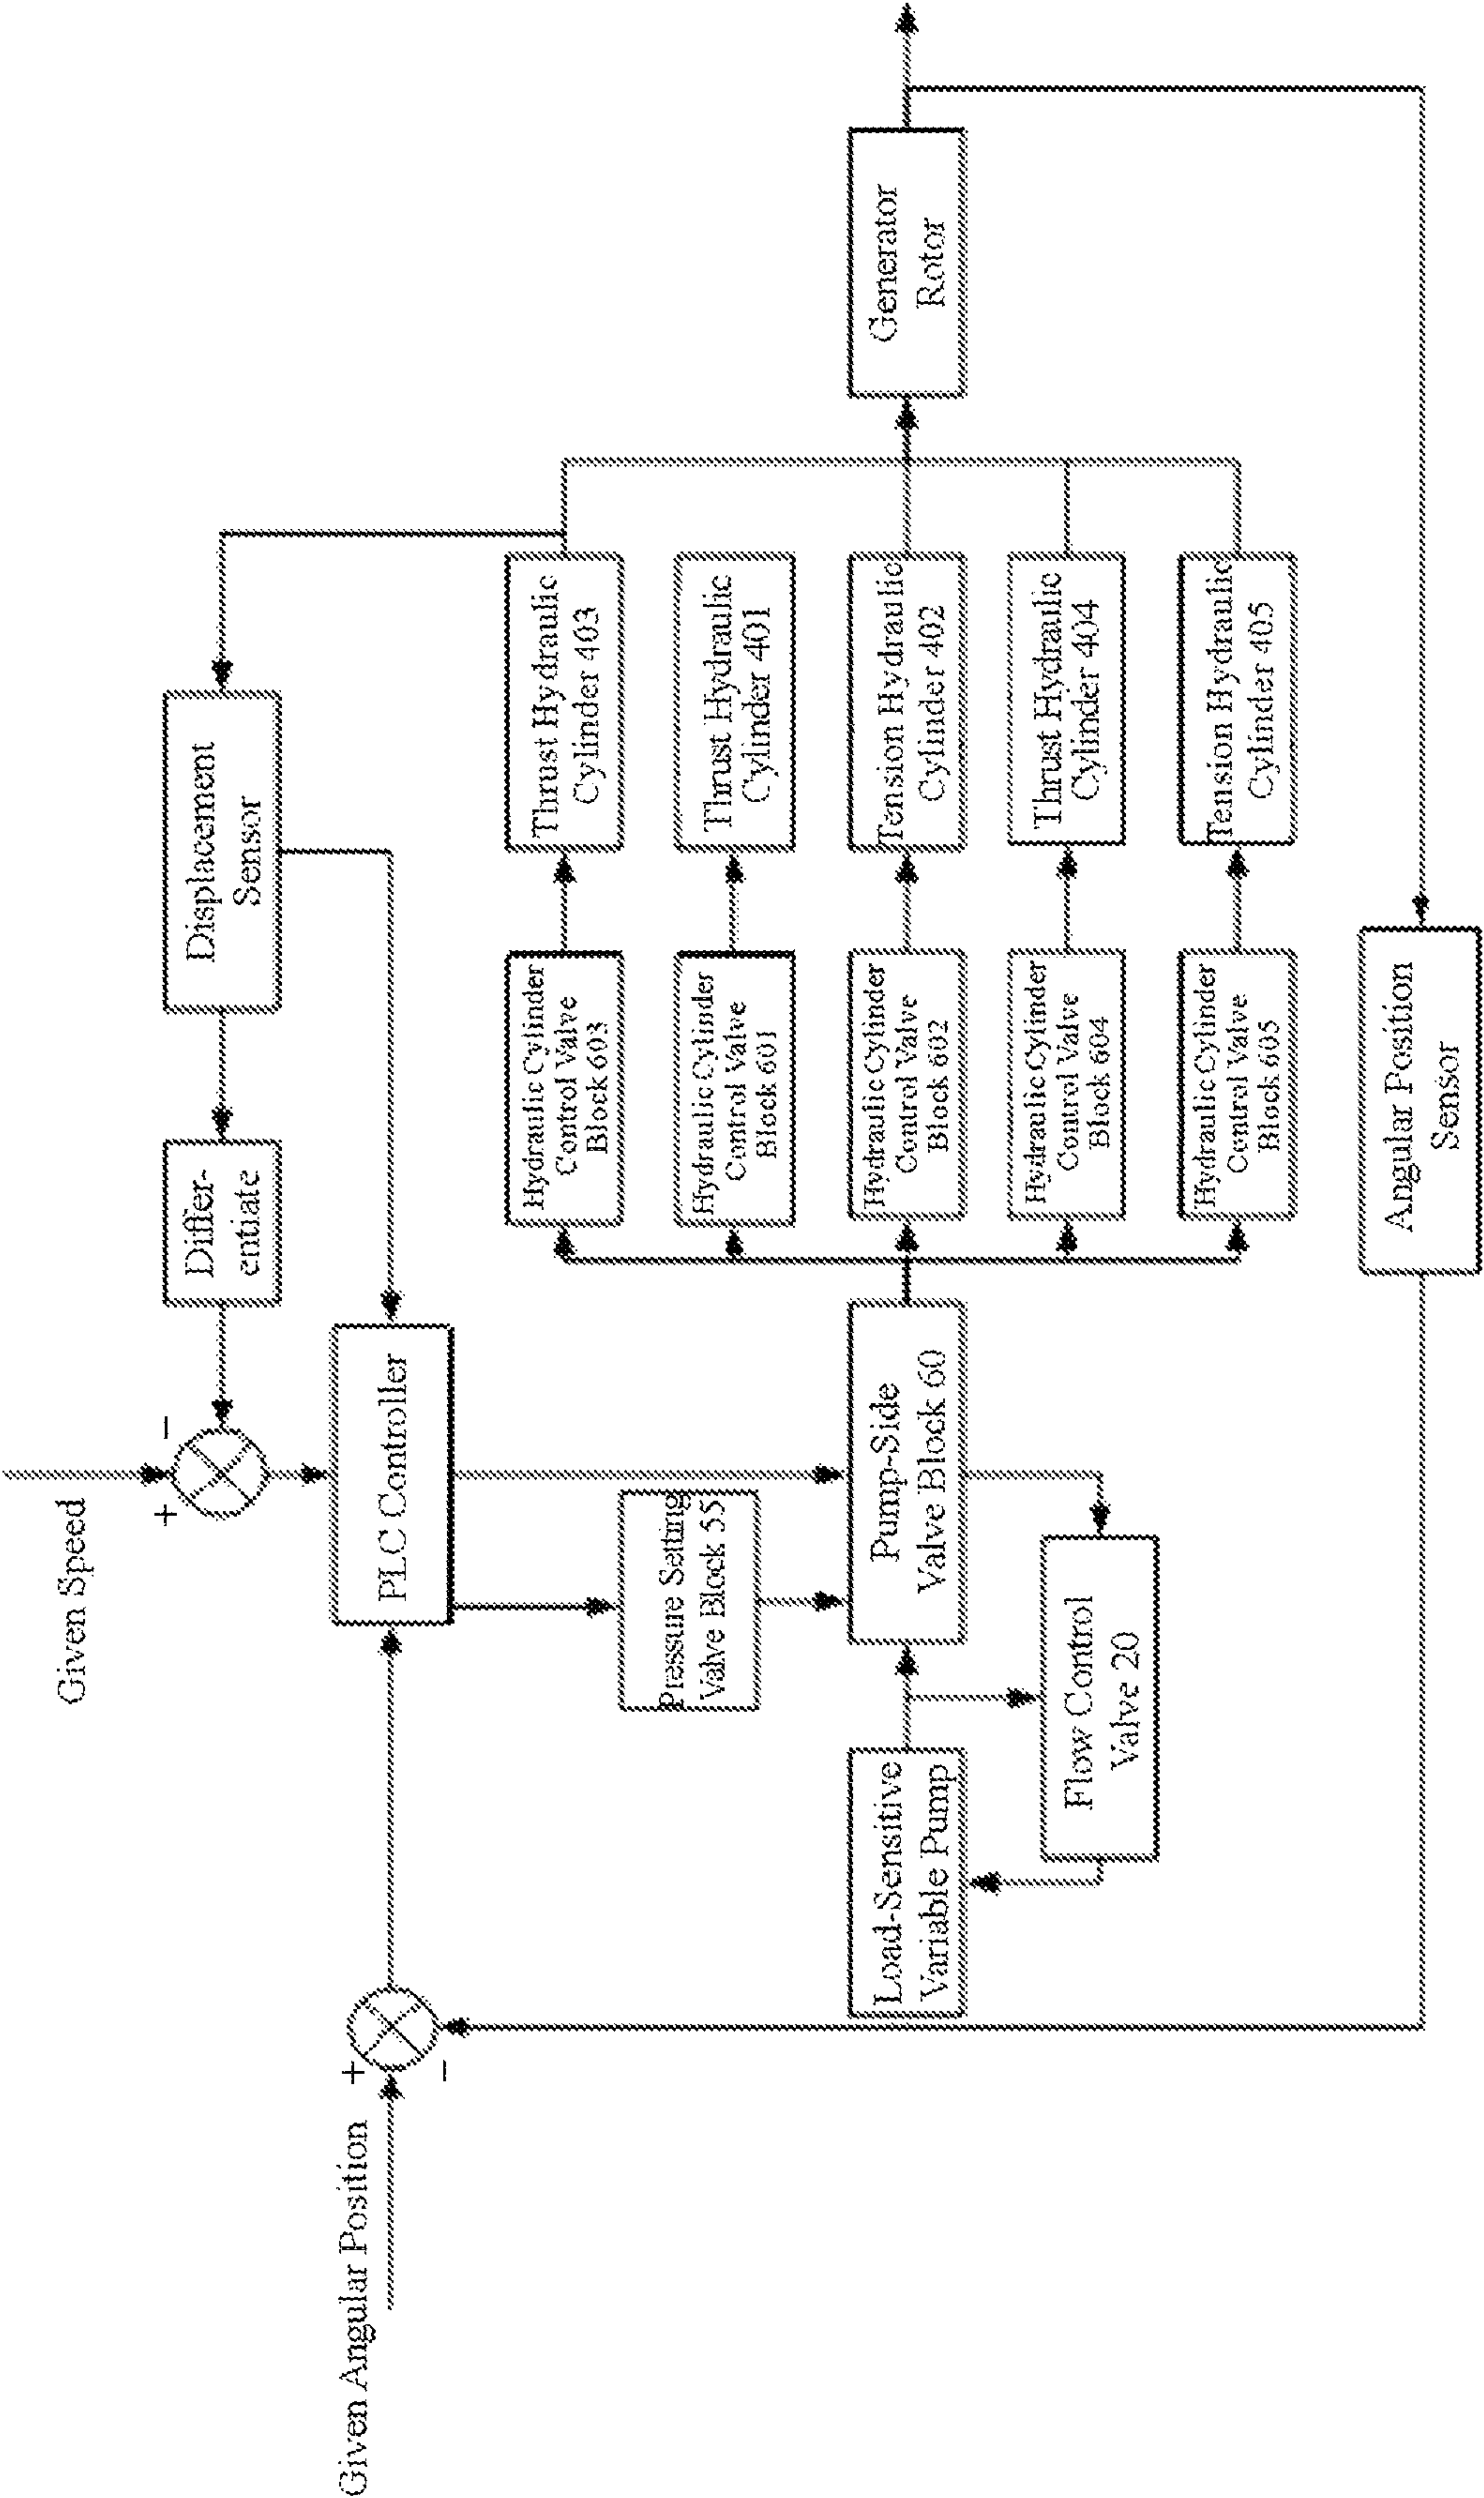 Given Speed
+
−
Differ-
entiate
Displacement
Sensor
Given Angular Position
+
−
PLC Controller
Pressure Setting
Valve Block 55
Load-Sensitive
Variable Pump
Pump-Side
Valve Block 60
Flow Control
Valve 20
Hydraulic Cylinder
Control Valve
Block 603
Thrust Hydraulic
Cylinder 403
Hydraulic Cylinder
Control Valve
Block 601
Thrust Hydraulic
Cylinder 401
Hydraulic Cylinder
Control Valve
Block 602
Tension Hydraulic
Cylinder 402
Hydraulic Cylinder
Control Valve
Block 604
Thrust Hydraulic
Cylinder 404
Hydraulic Cylinder
Control Valve
Block 605
Tension Hydraulic
Cylinder 405
Generator
Rotor
Angular Position
Sensor